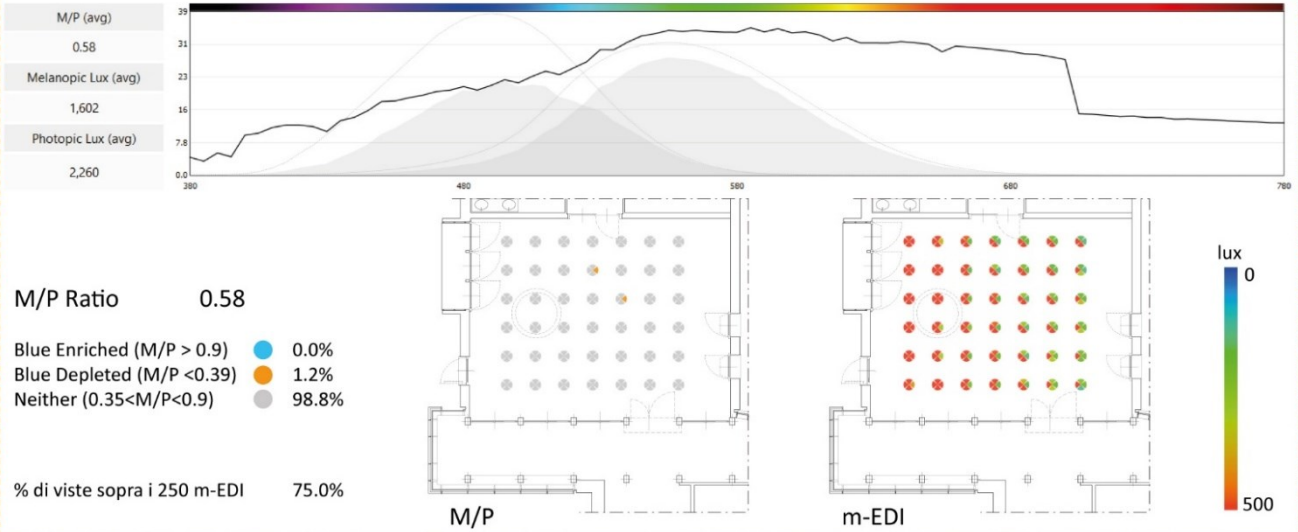 M/P (avg)
0.58
Melanopic Lux (avg)
1,602
Photopic Lux (avg)
2,260
39
31
23
16
7.8
0.0
380
480
580
680
780
M/P Ratio 0.58
Blue Enriched (M/P > 0.9) 0.0%
Blue Depleted (M/P <0.39) 1.2%
Neither (0.35<M/P<0.9) 98.8%
% di viste sopra i 250 m-EDI 75.0%
M/P
m-EDI
lux
0
500